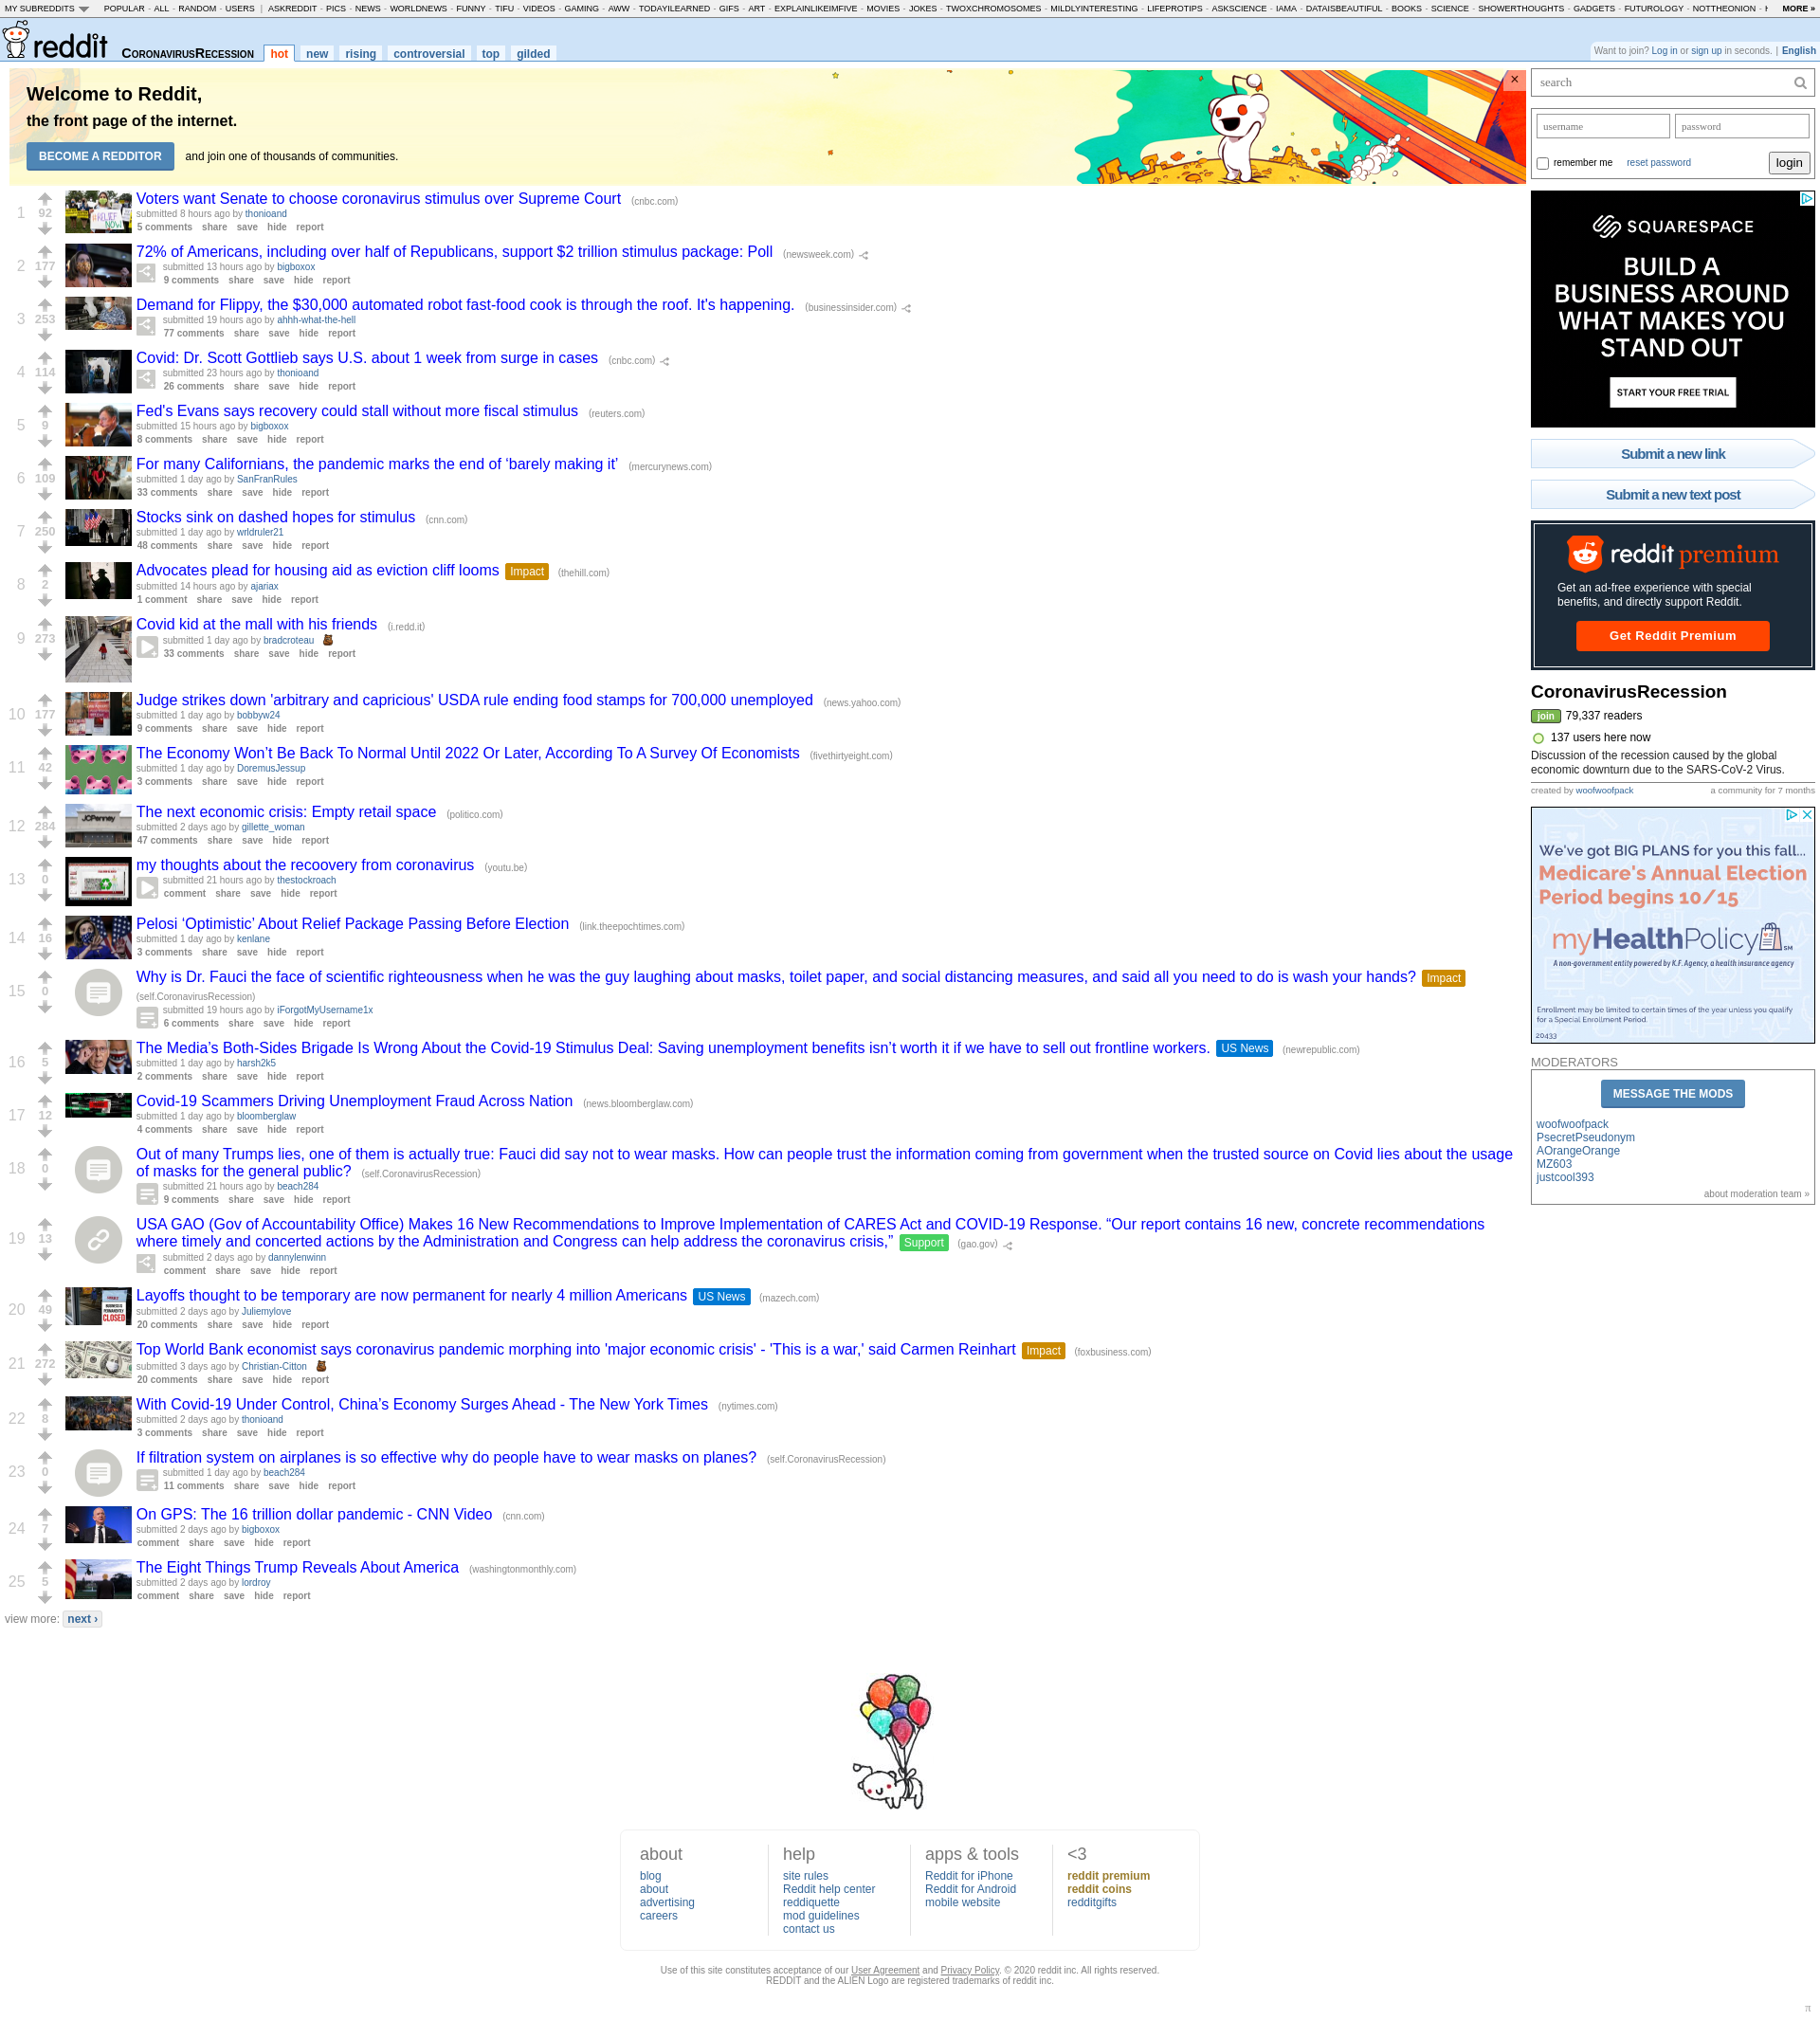 MY SUBREDDITS POPULAR - ALL - RANDOM - USERS | ASKREDDIT - PICS - NEWS - WORLDNEWS - FUNNY - TIFU - VIDEOS - GAMING - AWW - TODAYILEARNED - GIFS - ART - EXPLAINLIKEIMFIVE - MOVIES - JOKES - TWOXCHROMOSOMES - MILDLYINTERESTING - LIFEPROTIPS - ASKSCIENCE - IAMA - DATAISBEAUTIFUL - BOOKS - SCIENCE - SHOWERTHOUGHTS - GADGETS - FUTUROLOGY - NOTTHEONION - MORE »
reddit CORONAVIRUSRECESSION hot new rising controversial top gilded
Want to join? Log in or sign up in seconds. | English
Welcome to Reddit,
the front page of the internet.
BECOME A REDDITOR and join one of thousands of communities.
×
1
92
Voters want Senate to choose coronavirus stimulus over Supreme Court (cnbc.com)
submitted 8 hours ago by thonioand
5 comments share save hide report
2
177
72% of Americans, including over half of Republicans, support $2 trillion stimulus package: Poll (newsweek.com)
submitted 13 hours ago by bigboxox
9 comments share save hide report
3
253
Demand for Flippy, the $30,000 automated robot fast-food cook is through the roof. It's happening. (businessinsider.com)
submitted 19 hours ago by ahhh-what-the-hell
77 comments share save hide report
4
114
Covid: Dr. Scott Gottlieb says U.S. about 1 week from surge in cases (cnbc.com)
submitted 23 hours ago by thonioand
26 comments share save hide report
5
9
Fed's Evans says recovery could stall without more fiscal stimulus (reuters.com)
submitted 15 hours ago by bigboxox
8 comments share save hide report
6
109
For many Californians, the pandemic marks the end of ‘barely making it’ (mercurynews.com)
submitted 1 day ago by SanFranRules
33 comments share save hide report
7
250
Stocks sink on dashed hopes for stimulus (cnn.com)
submitted 1 day ago by wrldruler21
48 comments share save hide report
8
2
Advocates plead for housing aid as eviction cliff looms Impact (thehill.com)
submitted 14 hours ago by ajariax
1 comment share save hide report
9
273
Covid kid at the mall with his friends (i.redd.it)
submitted 1 day ago by bradcroteau
33 comments share save hide report
10
177
Judge strikes down 'arbitrary and capricious' USDA rule ending food stamps for 700,000 unemployed (news.yahoo.com)
submitted 1 day ago by bobbyw24
9 comments share save hide report
11
42
The Economy Won’t Be Back To Normal Until 2022 Or Later, According To A Survey Of Economists (fivethirtyeight.com)
submitted 1 day ago by DoremusJessup
3 comments share save hide report
12
284
JCPenney
The next economic crisis: Empty retail space (politico.com)
submitted 2 days ago by gillette_woman
47 comments share save hide report
13
0
my thoughts about the recoovery from coronavirus (youtu.be)
submitted 21 hours ago by thestockroach
comment share save hide report
14
16
Pelosi ‘Optimistic’ About Relief Package Passing Before Election (link.theepochtimes.com)
submitted 1 day ago by kenlane
3 comments share save hide report
15
0
Why is Dr. Fauci the face of scientific righteousness when he was the guy laughing about masks, toilet paper, and social distancing measures, and said all you need to do is wash your hands? Impact
(self.CoronavirusRecession)
submitted 19 hours ago by iForgotMyUsername1x
6 comments share save hide report
16
5
The Media’s Both-Sides Brigade Is Wrong About the Covid-19 Stimulus Deal: Saving unemployment benefits isn’t worth it if we have to sell out frontline workers. US News (newrepublic.com)
submitted 1 day ago by harsh2k5
2 comments share save hide report
17
12
Covid-19 Scammers Driving Unemployment Fraud Across Nation (news.bloomberglaw.com)
submitted 1 day ago by bloomberglaw
4 comments share save hide report
18
0
Out of many Trumps lies, one of them is actually true: Fauci did say not to wear masks. How can people trust the information coming from government when the trusted source on Covid lies about the usage
of masks for the general public? (self.CoronavirusRecession)
submitted 21 hours ago by beach284
9 comments share save hide report
19
13
USA GAO (Gov of Accountability Office) Makes 16 New Recommendations to Improve Implementation of CARES Act and COVID-19 Response. “Our report contains 16 new, concrete recommendations
where timely and concerted actions by the Administration and Congress can help address the coronavirus crisis,” Support (gao.gov)
submitted 2 days ago by dannylenwinn
comment share save hide report
20
49
CLOSED
Layoffs thought to be temporary are now permanent for nearly 4 million Americans US News (mazech.com)
submitted 2 days ago by Juliemylove
20 comments share save hide report
21
272
Top World Bank economist says coronavirus pandemic morphing into 'major economic crisis' - 'This is a war,' said Carmen Reinhart Impact (foxbusiness.com)
submitted 3 days ago by Christian-Citton
20 comments share save hide report
22
8
With Covid-19 Under Control, China’s Economy Surges Ahead - The New York Times (nytimes.com)
submitted 2 days ago by thonioand
3 comments share save hide report
23
0
If filtration system on airplanes is so effective why do people have to wear masks on planes? (self.CoronavirusRecession)
submitted 1 day ago by beach284
11 comments share save hide report
24
7
On GPS: The 16 trillion dollar pandemic - CNN Video (cnn.com)
submitted 2 days ago by bigboxox
comment share save hide report
25
5
The Eight Things Trump Reveals About America (washingtonmonthly.com)
submitted 2 days ago by lordroy
comment share save hide report
view more: next ›
search
username password
remember me reset password login
SQUARESPACE
BUILD A
BUSINESS AROUND
WHAT MAKES YOU
STAND OUT
START YOUR FREE TRIAL
Submit a new link
Submit a new text post
reddit premium
Get an ad-free experience with special
benefits, and directly support Reddit.
Get Reddit Premium
CoronavirusRecession
join 79,337 readers
137 users here now
Discussion of the recession caused by the global
economic downturn due to the SARS-CoV-2 Virus.
created by woofwoofpack a community for 7 months
We've got BIG PLANS for you this fall...
Medicare's Annual Election
Period begins 10/15
myHealthPolicy SM
A non-government entity powered by K.F. Agency, a health insurance agency
Enrollment may be limited to certain times of the year unless you qualify
for a Special Enrollment Period.
20433
MODERATORS
MESSAGE THE MODS
woofwoofpack
PsecretPseudonym
AOrangeOrange
MZ603
justcool393
about moderation team »
about
blog
about
advertising
careers
help
site rules
Reddit help center
reddiquette
mod guidelines
contact us
apps & tools
Reddit for iPhone
Reddit for Android
mobile website
<3
reddit premium
reddit coins
redditgifts
Use of this site constitutes acceptance of our User Agreement and Privacy Policy. © 2020 reddit inc. All rights reserved.
REDDIT and the ALIEN Logo are registered trademarks of reddit inc.
π